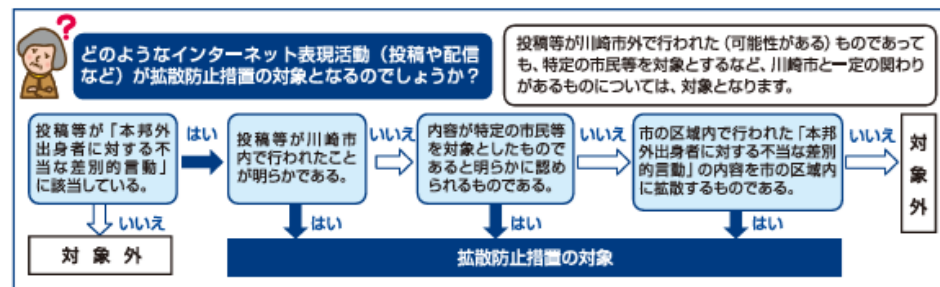 ?
どのようなインターネット表現活動（投稿や配信
など）が拡散防止措置の対象となるのでしょうか？
投稿等が川崎市外で行われた（可能性がある）ものであって
も、特定の市民等を対象とするなど、川崎市と一定の関わり
があるものについては、対象となります。
投稿等が「本邦外
出身者に対する不
当な差別的言動」
に該当している。
はい
投稿等が川崎市
内で行われたこと
が明らかである。
いいえ
内容が特定の市民等
を対象としたもので
あると明らかに認め
られるものである。
いいえ
市の区域内で行われた「本邦
外出身者に対する不当な差別
的言動」の内容を市の区域内
に拡散するものである。
いいえ
対象外
いいえ
はい
はい
はい
対象外
拡散防止措置の対象